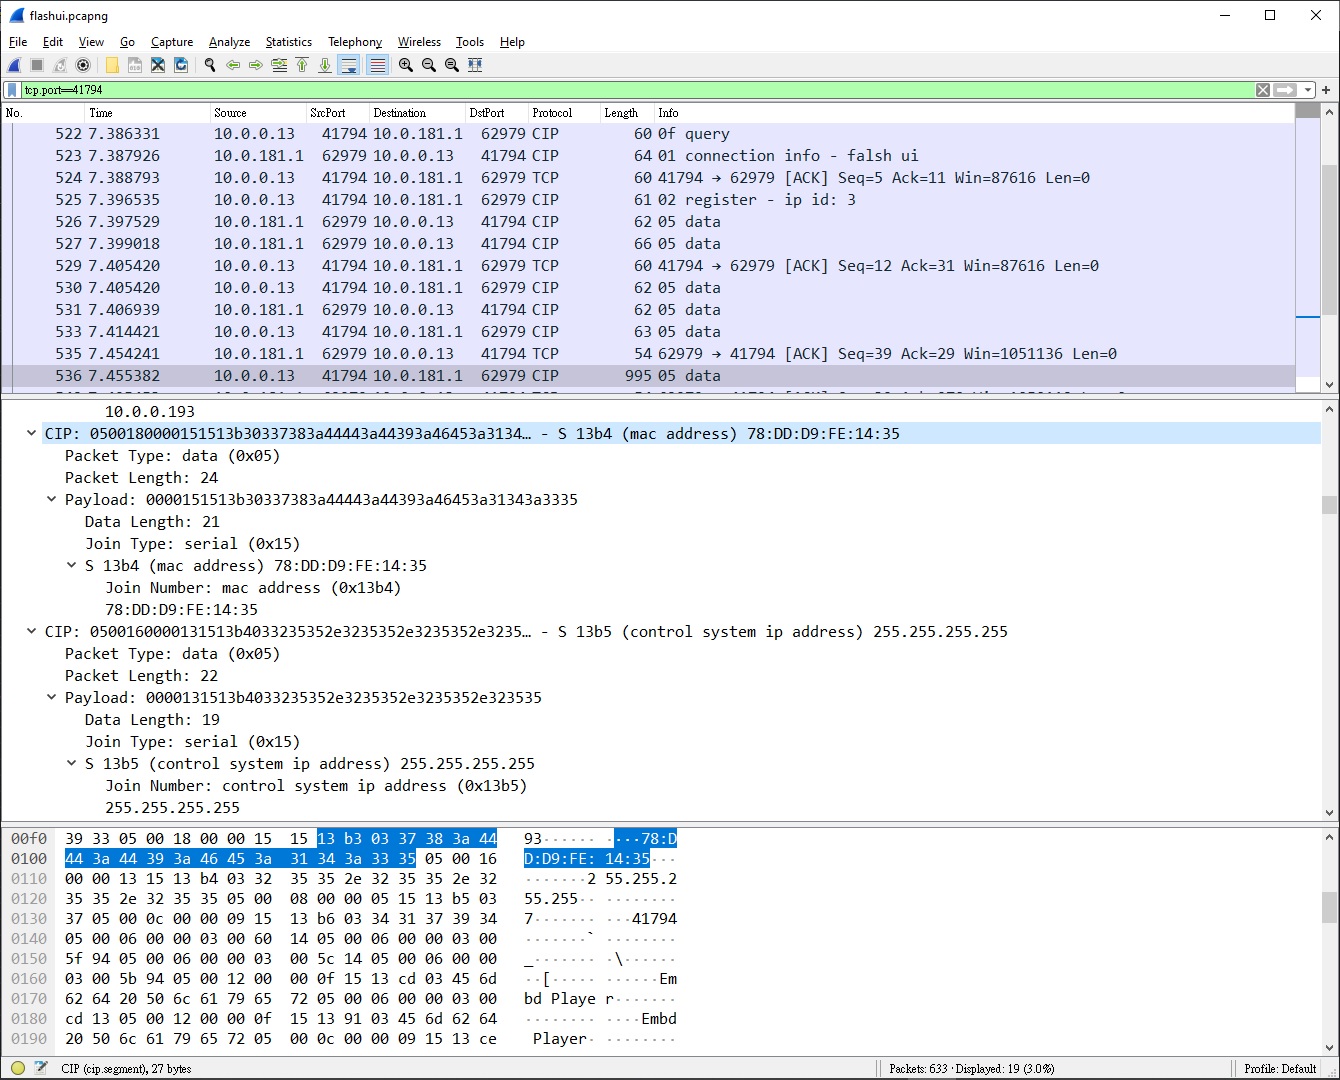 flashui.pcapng
File Edit View Go Capture Analyze Statistics Telephony Wireless Tools Help
tcp.port==41794
No. Time Source SrcPort Destination DstPort Protocol Length Info
522 7.386331 10.0.0.13 41794 10.0.181.1 62979 CIP 60 0f query
523 7.387926 10.0.181.1 62979 10.0.0.13 41794 CIP 64 01 connection info - falsh ui
524 7.388793 10.0.0.13 41794 10.0.181.1 62979 TCP 60 41794 → 62979 [ACK] Seq=5 Ack=11 Win=87616 Len=0
525 7.396535 10.0.0.13 41794 10.0.181.1 62979 CIP 61 02 register - ip id: 3
526 7.397529 10.0.181.1 62979 10.0.0.13 41794 CIP 62 05 data
527 7.399018 10.0.181.1 62979 10.0.0.13 41794 CIP 66 05 data
529 7.405420 10.0.0.13 41794 10.0.181.1 62979 TCP 60 41794 → 62979 [ACK] Seq=12 Ack=31 Win=87616 Len=0
530 7.405420 10.0.0.13 41794 10.0.181.1 62979 CIP 62 05 data
531 7.406939 10.0.181.1 62979 10.0.0.13 41794 CIP 62 05 data
533 7.414421 10.0.0.13 41794 10.0.181.1 62979 CIP 63 05 data
535 7.454241 10.0.181.1 62979 10.0.0.13 41794 TCP 54 62979 → 41794 [ACK] Seq=39 Ack=29 Win=1051136 Len=0
536 7.455382 10.0.0.13 41794 10.0.181.1 62979 CIP 995 05 data
10.0.0.193
CIP: 0500180000151513b30337383a44443a44393a46453a3134… - S 13b4 (mac address) 78:DD:D9:FE:14:35
Packet Type: data (0x05)
Packet Length: 24
Payload: 0000151513b30337383a44443a44393a46453a31343a3335
Data Length: 21
Join Type: serial (0x15)
S 13b4 (mac address) 78:DD:D9:FE:14:35
Join Number: mac address (0x13b4)
78:DD:D9:FE:14:35
CIP: 0500160000131513b4033235352e3235352e3235352e3235… - S 13b5 (control system ip address) 255.255.255.255
Packet Type: data (0x05)
Packet Length: 22
Payload: 0000131513b4033235352e3235352e3235352e323535
Data Length: 19
Join Type: serial (0x15)
S 13b5 (control system ip address) 255.255.255.255
Join Number: control system ip address (0x13b5)
255.255.255.255
00f0 39 33 05 00 18 00 00 15 15 13 b3 03 37 38 3a 44 93······ ····78:D
0100 44 3a 44 39 3a 46 45 3a 31 34 3a 33 35 05 00 16 D:D9:FE: 14:35···
0110 00 00 13 15 13 b4 03 32 35 35 2e 32 35 35 2e 32 ·······2 55.255.2
0120 35 35 2e 32 35 35 05 00 08 00 00 05 15 13 b5 03 55.255·· ········
0130 37 05 00 0c 00 00 09 15 13 b6 03 34 31 37 39 34 7······· ···41794
0140 05 00 06 00 00 03 00 60 14 05 00 06 00 00 03 00 ·······` ········
0150 5f 94 05 00 06 00 00 03 00 5c 14 05 00 06 00 00 _······· ·\······
0160 03 00 5b 94 05 00 12 00 00 0f 15 13 cd 03 45 6d ··[····· ······Em
0170 62 64 20 50 6c 61 79 65 72 05 00 06 00 00 03 00 bd Playe r·······
0180 cd 13 05 00 12 00 00 0f 15 13 91 03 45 6d 62 64 ········ ····Embd
0190 20 50 6c 61 79 65 72 05 00 0c 00 00 09 15 13 ce Player· ········
CIP (cip.segment), 27 bytes Packets: 633 · Displayed: 19 (3.0%) Profile: Default